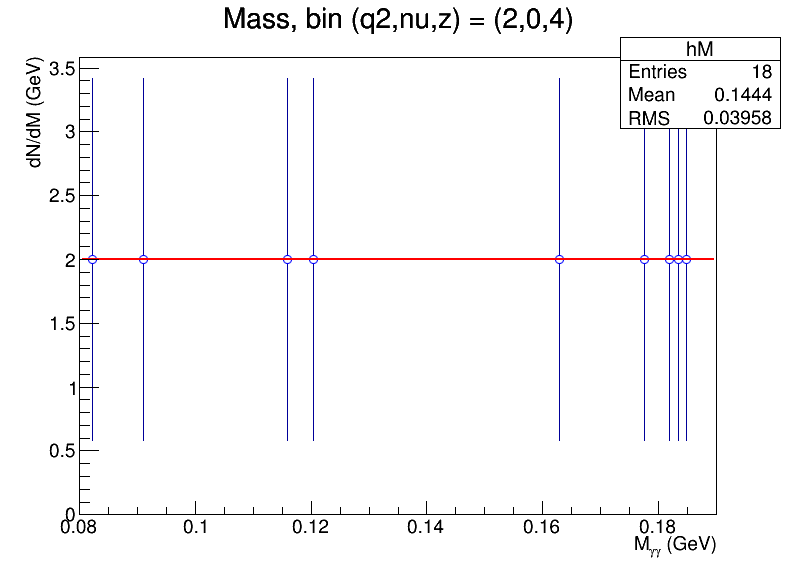 Mass, bin (q2,nu,z) = (2,0,4)
hM
Entries 18
Mean 0.1444
RMS 0.03958
dN/dM (GeV)
3.5
3
2.5
2
1.5
1
0.5
0
0.08 0.1 0.12 0.14 0.16 0.18
Mγγ (GeV)